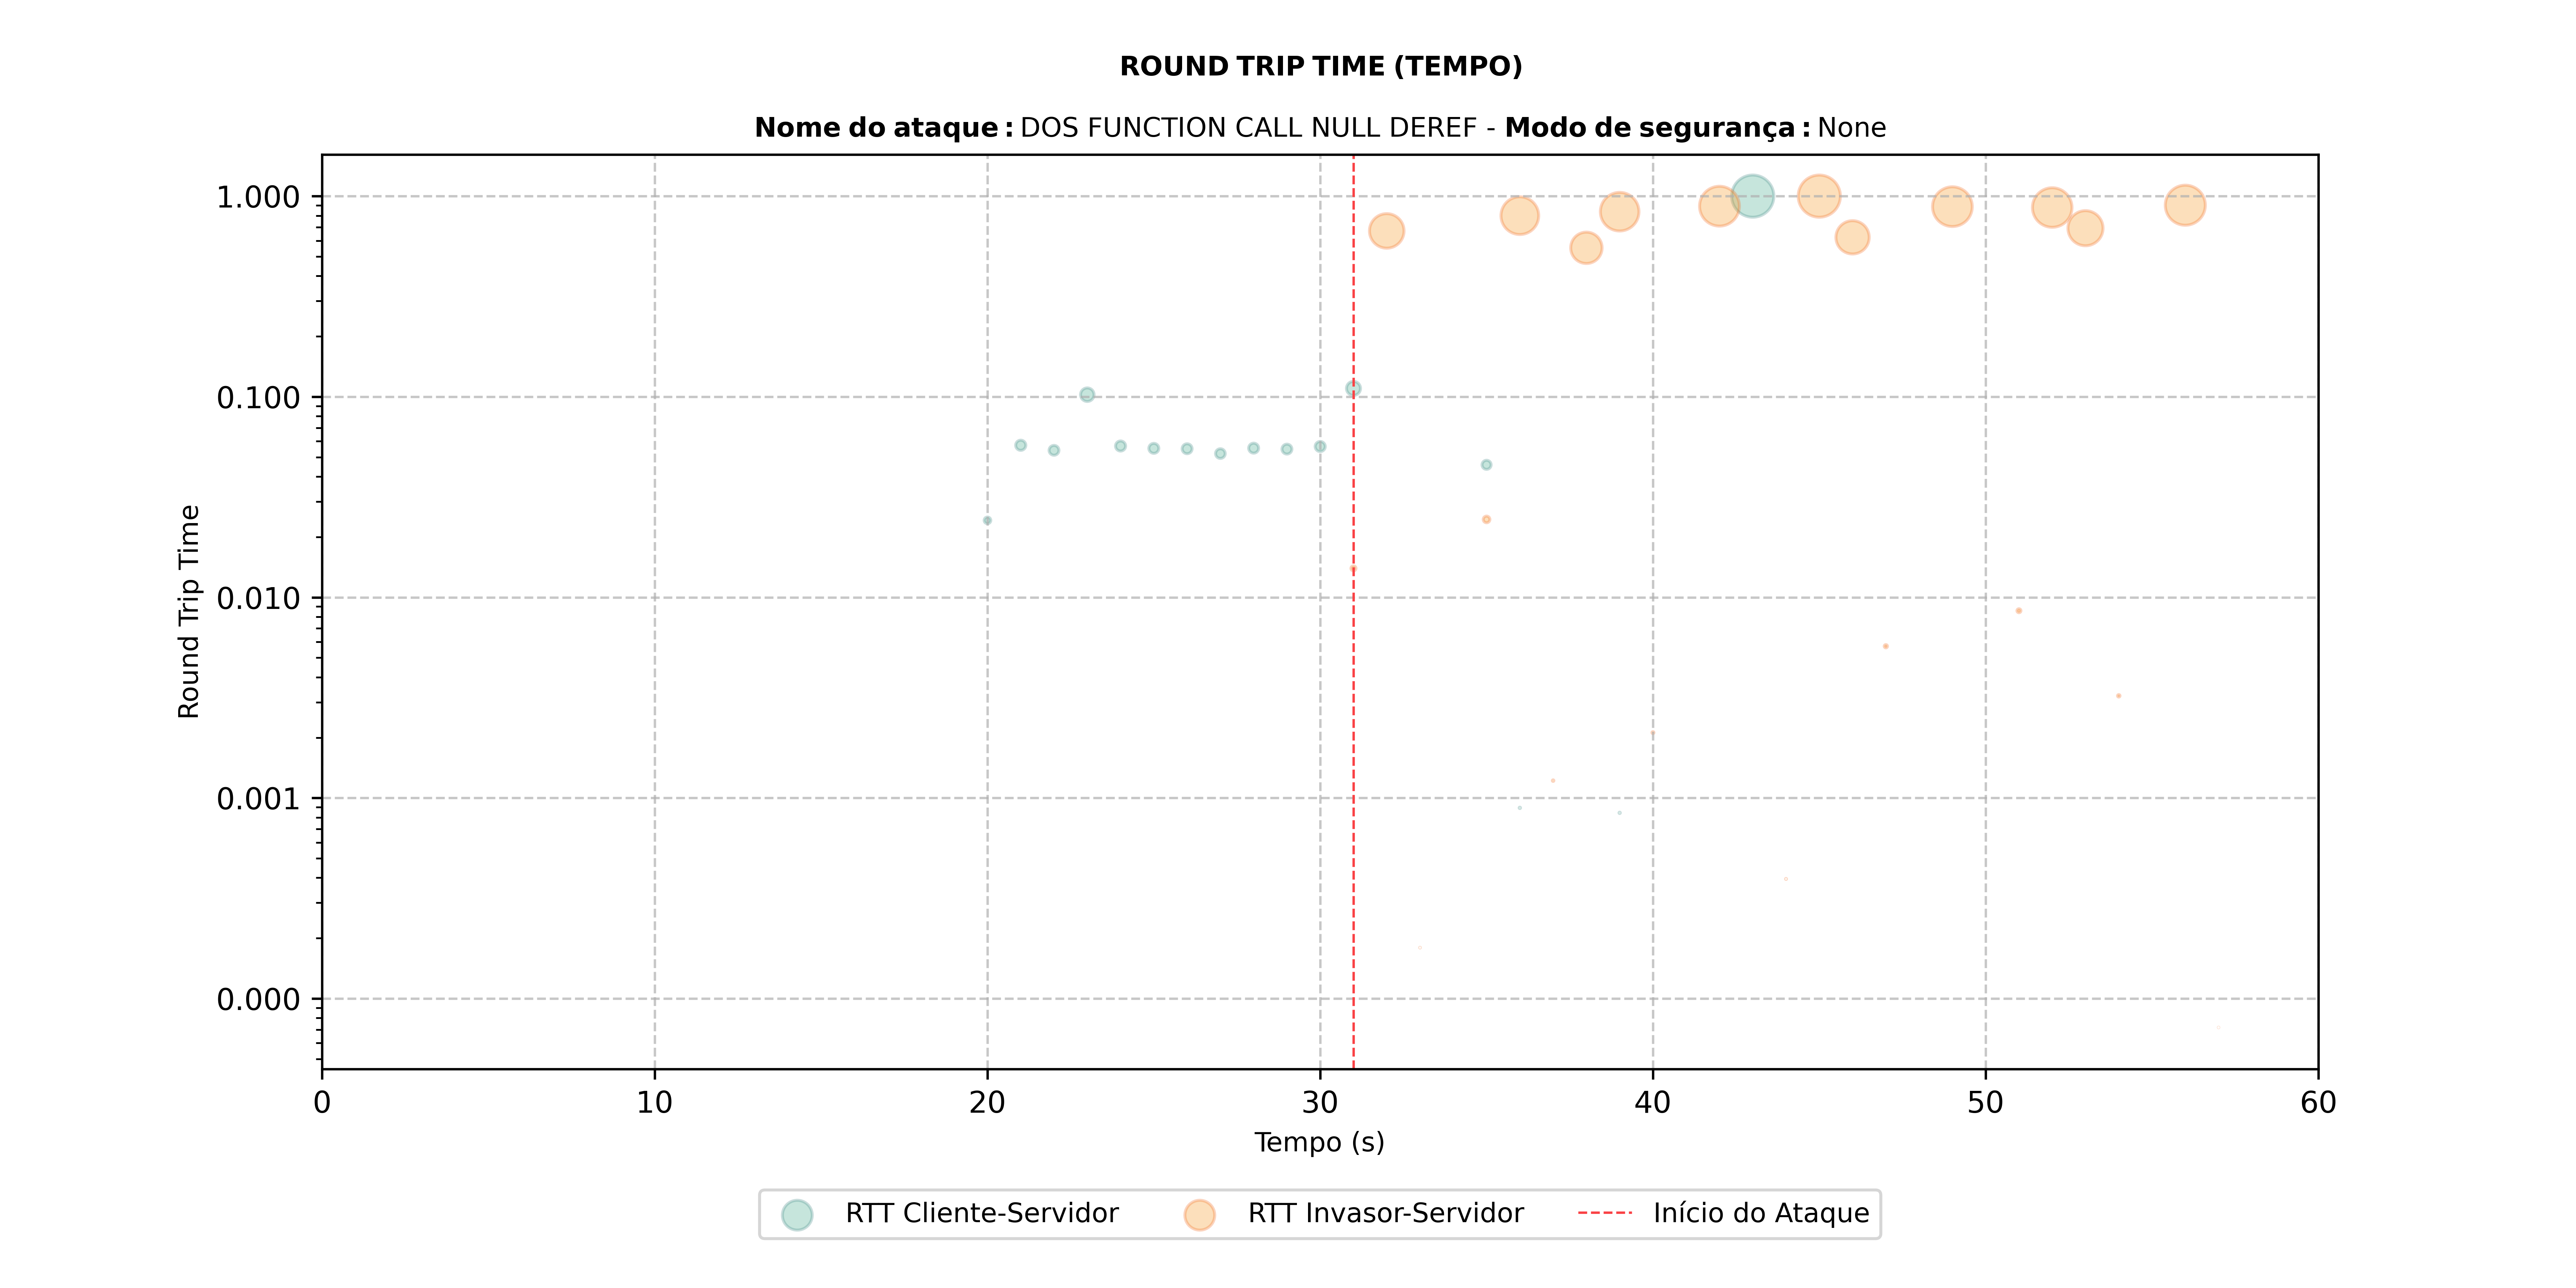 ROUND TRIP TIME (TEMPO)
Nome do ataque : DOS FUNCTION CALL NULL DEREF - Modo de segurança : None
Round Trip Time
1.000
0.100
0.010
0.001
0.000
0 10 20 30 40 50 60
Tempo (s)
RTT Cliente-Servidor RTT Invasor-Servidor Início do Ataque